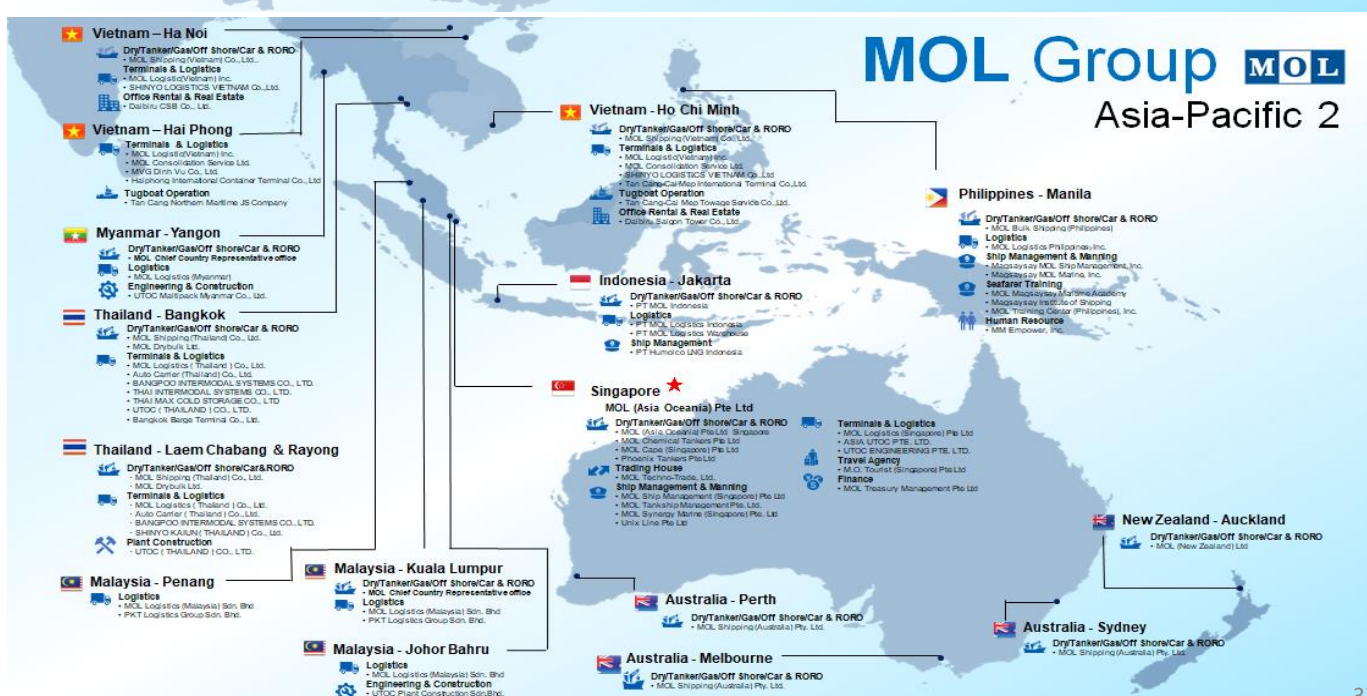 MOL Group MOL
Asia-Pacific 2
Vietnam – Ha Noi
Dry/Tanker/Gas/Off Shore/Car & RORO
• MOL Shipping (Vietnam) Co., Ltd..
Terminals & Logistics
• MOL Logistic(Vietnam) Inc.
• SHINYO LOGISTICS VIETNAM Co.,Ltd.
Office Rental & Real Estate
• Daibiru CSB Co., Ltd.
Vietnam – Hai Phong
Terminals & Logistics
• MOL Logistic(Vietnam) Inc.
• MOL Consolidation Service Ltd.
• MVG Dinh Vu Co., Ltd.
• Haiphong International Container Terminal Co., Ltd
Tugboat Operation
• Tan Cang Northern Maritime JS Company
Myanmar - Yangon
Dry/Tanker/Gas/Off Shore/Car & RORO
• MOL Chief Country Representative office
Logistics
• MOL Logistics (Myanmar)
Engineering & Construction
• UTOC Maltipack Myanmar Co., Ltd.
Thailand - Bangkok
Dry/Tanker/Gas/Off Shore/Car & RORO
• MOL Shipping (Thailand) Co., Ltd.
• MOL Drybulk Ltd.
Terminals & Logistics
• MOL Logistics ( Thailand ) Co., Ltd.
• Auto Carrier (Thailand) Co., Ltd.
• BANGPOO INTERMODAL SYSTEMS CO., LTD.
• THAI INTERMODAL SYSTEMS CO., LTD.
• THAI MAX COLD STORAGE CO., LTD
• UTOC ( THAILAND ) CO., LTD.
• Bangkok Barge Terminal Co., Ltd.
Thailand - Laem Chabang & Rayong
Dry/Tanker/Gas/Off Shore/Car&RORO
· MOL Shipping (Thailand) Co., Ltd.
· MOL Drybulk Ltd.
Terminals & Logistics
· MOL Logistics ( Thailand ) Co., Ltd.
· Auto Carrier ( Thailand ) Co., Ltd.
· BANGPOO INTERMODAL SYSTEMS CO., LTD.
· SHINYO KAIUN ( THAILAND ) Co., Ltd.
Plant Construction
· UTOC ( THAILAND ) CO., LTD.
Malaysia - Penang
Logistics
• MOL Logistics (Malaysia) Sdn. Bhd
• PKT Logistics Group Sdn. Bhd.
Malaysia - Kuala Lumpur
Dry/Tanker/Gas/Off Shore/Car & RORO
• MOL Chief Country Representative office
Logistics
• MOL Logistics (Malaysia) Sdn. Bhd
• PKT Logistics Group Sdn. Bhd.
Malaysia - Johor Bahru
Logistics
• MOL Logistics (Malaysia) Sdn. Bhd
Engineering & Construction
• UTOC Plant Construction Sdn.Bhd.
Vietnam - Ho Chi Minh
Dry/Tanker/Gas/Off Shore/Car & RORO
• MOL Shipping (Vietnam) Co., Ltd.
Terminals & Logistics
• MOL Logistic(Vietnam) Inc.
• MOL Consolidation Service Ltd.
• SHINYO LOGISTICS VIETNAM Co.,Ltd
• Tan Cang-Cai Mep International Terminal Co.,Ltd.
Tugboat Operation
• Tan Cang-Cai Mep Towage Service Co.,Ltd.
Office Rental & Real Estate
• Daibiru Saigon Tower Co., Ltd.
Indonesia - Jakarta
Dry/Tanker/Gas/Off Shore/Car & RORO
• PT MOL Indonesia
Logistics
• PT MOL Logistics Indonesia
• PT MOL Logistics Warehouse
Ship Management
• PT Humolco LNG Indonesia
Singapore
MOL (Asia Oceania) Pte Ltd
Dry/Tanker/Gas/Off Shore/Car & RORO
• MOL (Asia Oceania) Pte Ltd Singapore
• MOL Chemical Tankers Pte Ltd
• MOL Cape (Singapore) Pte Ltd
• Phoenix Tankers Pte Ltd
Trading House
• MOL Techno-Trade, Ltd.
Ship Management & Manning
• MOL Ship Management (Singapore) Pte Ltd
• MOL Tankship Management Pte. Ltd.
• MOL Synergy Marine (Singapore) Pte, Ltd
• Unix Line Pte Ltd
Terminals & Logistics
• MOL Logistics (Singapore) Pte Ltd
• ASIA UTOC PTE. LTD.
• UTOC ENGINEERING PTE. LTD.
Travel Agency
• M.O. Tourist (Singapore) Pte Ltd
Finance
• MOL Treasury Management Pte Ltd
Philippines - Manila
Dry/Tanker/Gas/Off Shore/Car & RORO
• MOL Bulk Shipping (Philippines)
Logistics
• MOL Logistics Philippines, Inc.
Ship Management & Manning
• Magsaysay MOL Ship Management, Inc.
• Magsaysay MOL Marine, Inc.
Seafarer Training
• MOL Magsaysay Maritime Academy
• Magsaysay Institute of Shipping
• MOL Training Center (Philippines), Inc.
Human Resource
• MM Empower, Inc.
New Zealand - Auckland
Dry/Tanker/Gas/Off Shore/Car & RORO
• MOL (New Zealand) Ltd
Australia - Perth
Dry/Tanker/Gas/Off Shore/Car & RORO
• MOL Shipping (Australia) Pty. Ltd.
Australia - Sydney
Dry/Tanker/Gas/Off Shore/Car & RORO
• MOL Shipping (Australia) Pty. Ltd.
Australia - Melbourne
Dry/Tanker/Gas/Off Shore/Car & RORO
• MOL Shipping (Australia) Pty. Ltd.